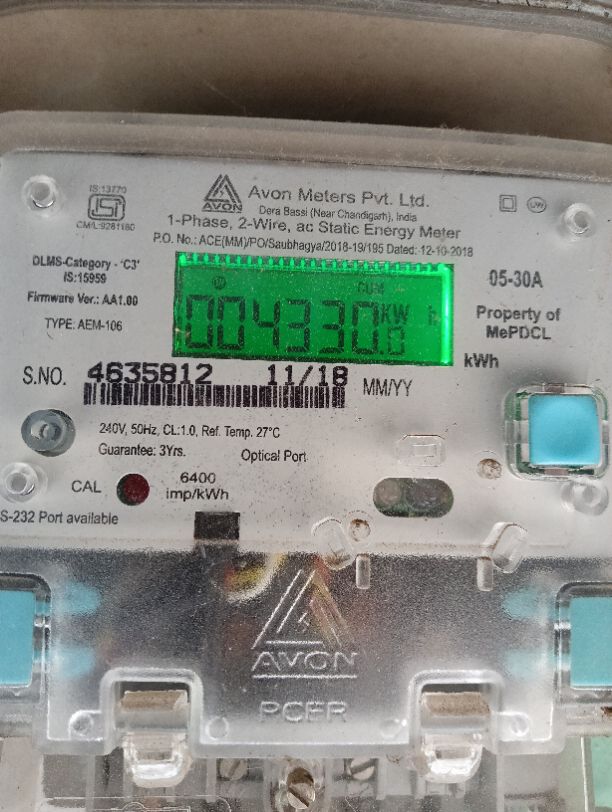 IS:13770
ISI
CM/L:9281180
AVON
Avon Meters Pvt. Ltd.
Dera Bassi (Near Chandigarh), India
1-Phase, 2-Wire, ac Static Energy Meter
P.O. No.: ACE(MM)/PO/Saubhagya/2018-19/195 Dated: 12-10-2018
DLMS-Category - 'C3'
IS:15959
Firmware Ver.: AA1.00
TYPE: AEM-106
CUM
004330.0 KW h
05-30A
Property of
MePDCL
kWh
S.NO. 4635812 11/18 MM/YY
240V, 50Hz, CL:1.0, Ref. Temp. 27°C
Guarantee: 3Yrs. Optical Port
CAL
6400
imp/kWh
S-232 Port available
AVON